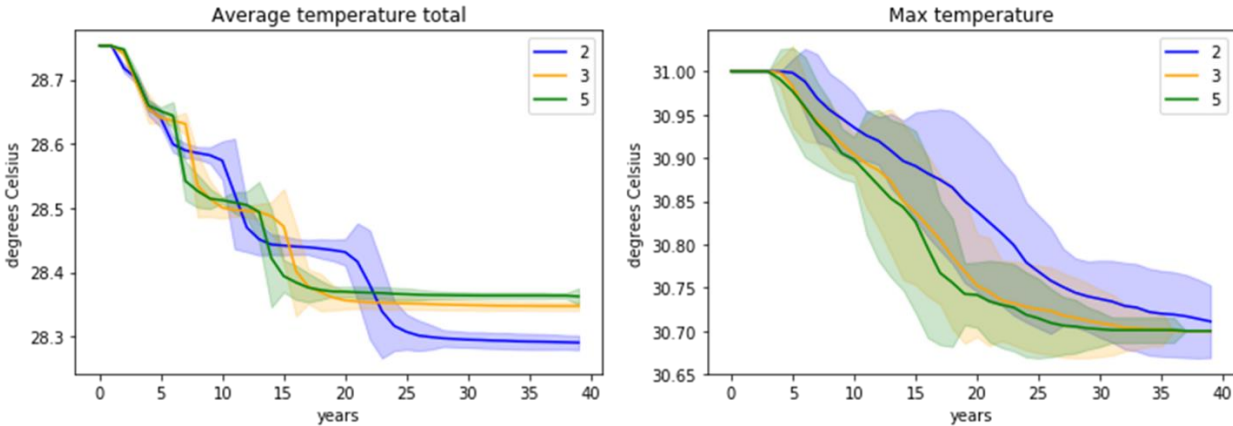 Average temperature total
degrees Celsius
28.7
28.6
28.5
28.4
28.3
0 5 10 15 20 25 30 35 40
years
2
3
5
Max temperature
degrees Celsius
31.00
30.95
30.90
30.85
30.80
30.75
30.70
30.65
0 5 10 15 20 25 30 35 40
years
2
3
5